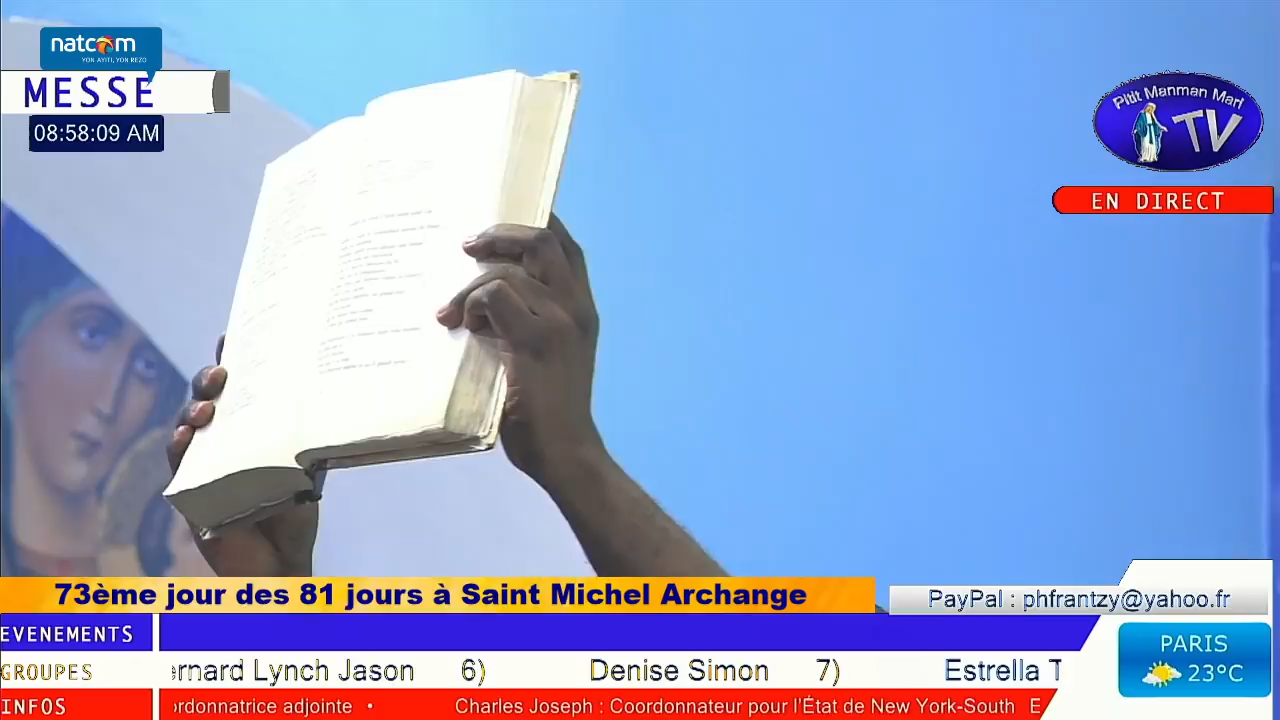 natcom
YON AYITI, YON REZO
MESSE
08:58:09 AM
Ptit Manman Mari
TV
EN DIRECT
73ème jour des 81 jours à Saint Michel Archange
PayPal : phfrantzy@yahoo.fr
EVENEMENTS
PARIS
23°C
GROUPES
ernard Lynch Jason 6) Denise Simon 7) Estrella T
INFOS
ordonnatrice adjointe • Charles Joseph : Coordonnateur pour l'État de New York-South E